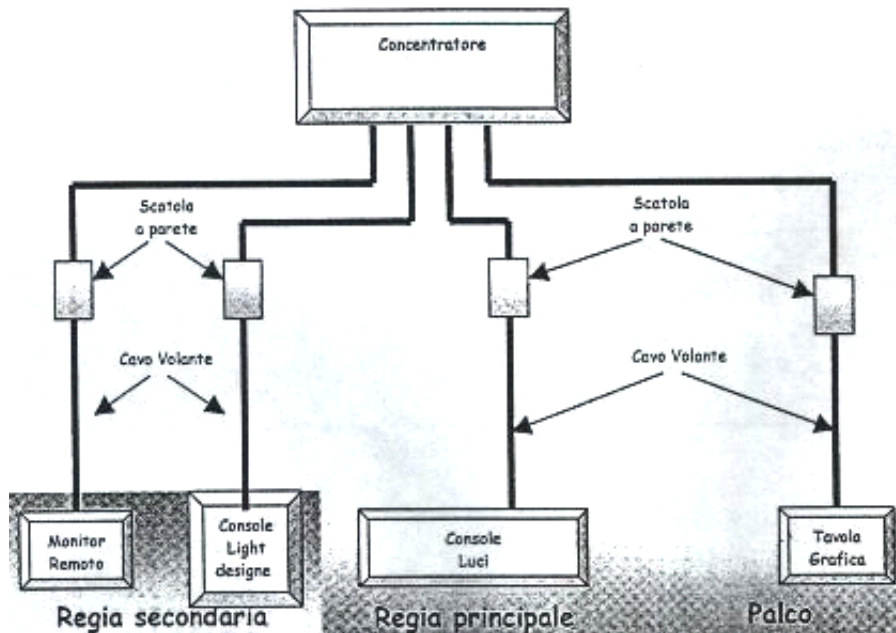 Concentratore
Scatola
a parete
Scatola
a parete
Cavo Volante
Cavo Volante
Monitor
Remoto
Console
Light
designe
Console
Luci
Tavola
Grafica
Regia secondaria
Regia principale
Palco